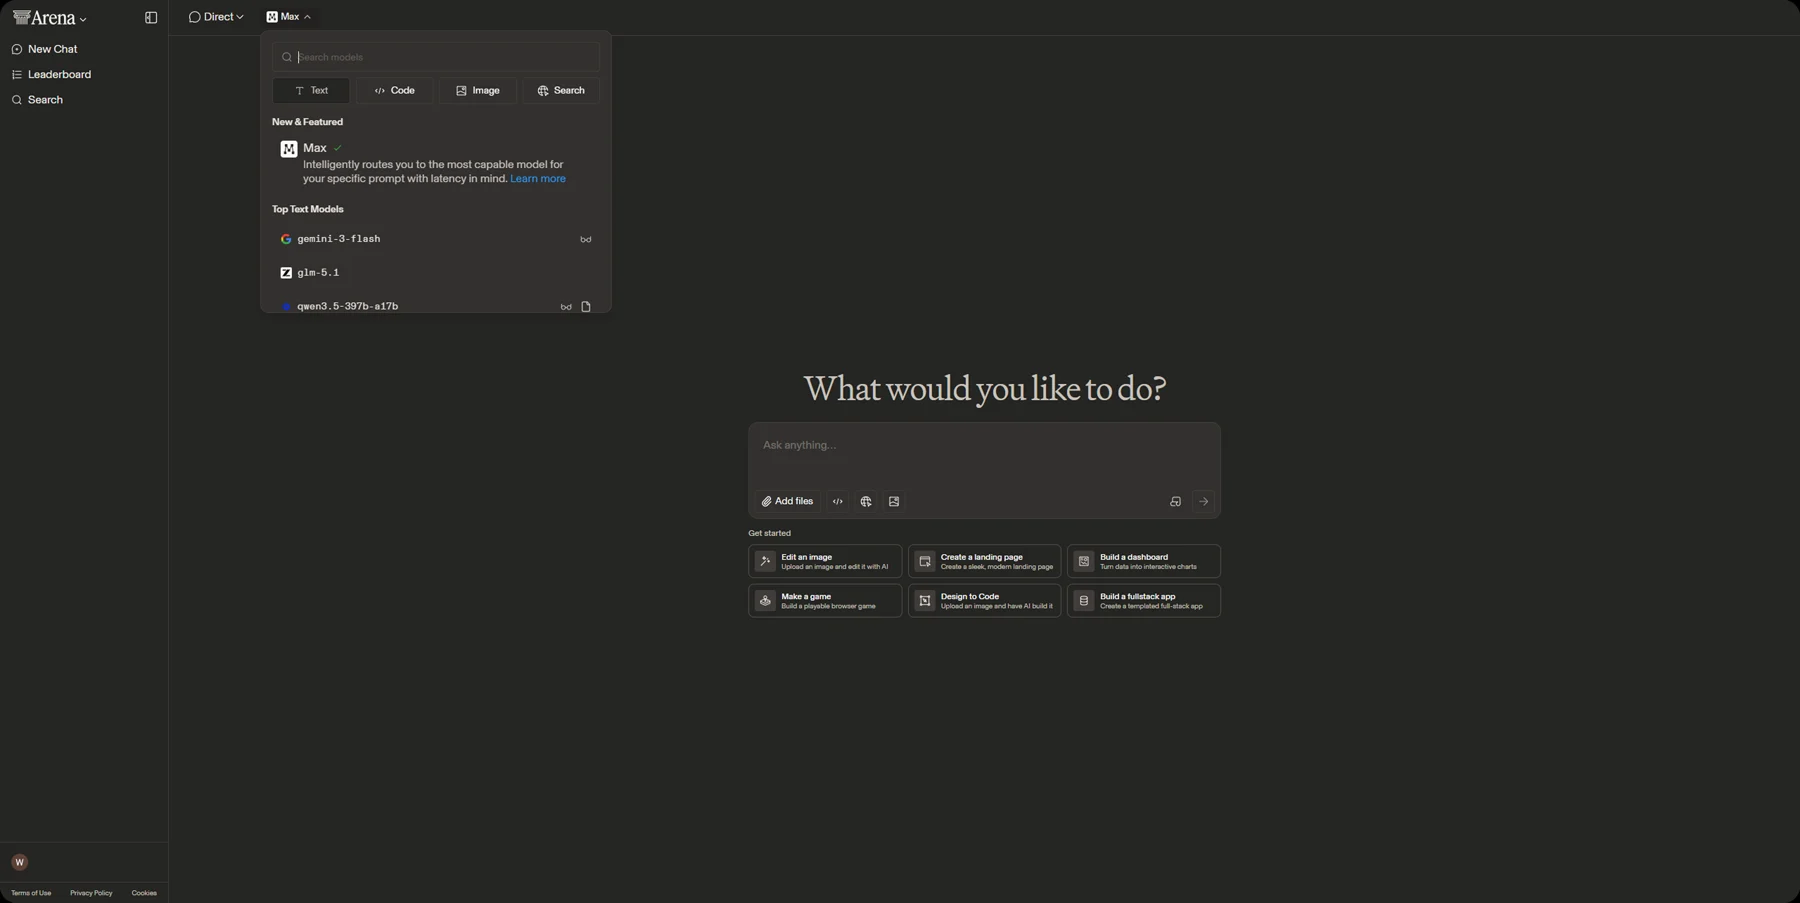 Arena
New Chat
Leaderboard
Search
W
Terms of Use
Privacy Policy
Cookies
Direct
Max
Search models
Text
Code
Image
Search
New & Featured
Max
Intelligently routes you to the most capable model for
your specific prompt with latency in mind. Learn more
Top Text Models
gemini-3-flash
glm-5.1
qwen3.5-397b-a17b
What would you like to do?
Ask anything...
Add files
Get started
Edit an image
Upload an image and edit it with AI
Create a landing page
Create a sleek, modern landing page
Build a dashboard
Turn data into interactive charts
Make a game
Build a playable browser game
Design to Code
Upload an image and have AI build it
Build a fullstack app
Create a templated full-stack app